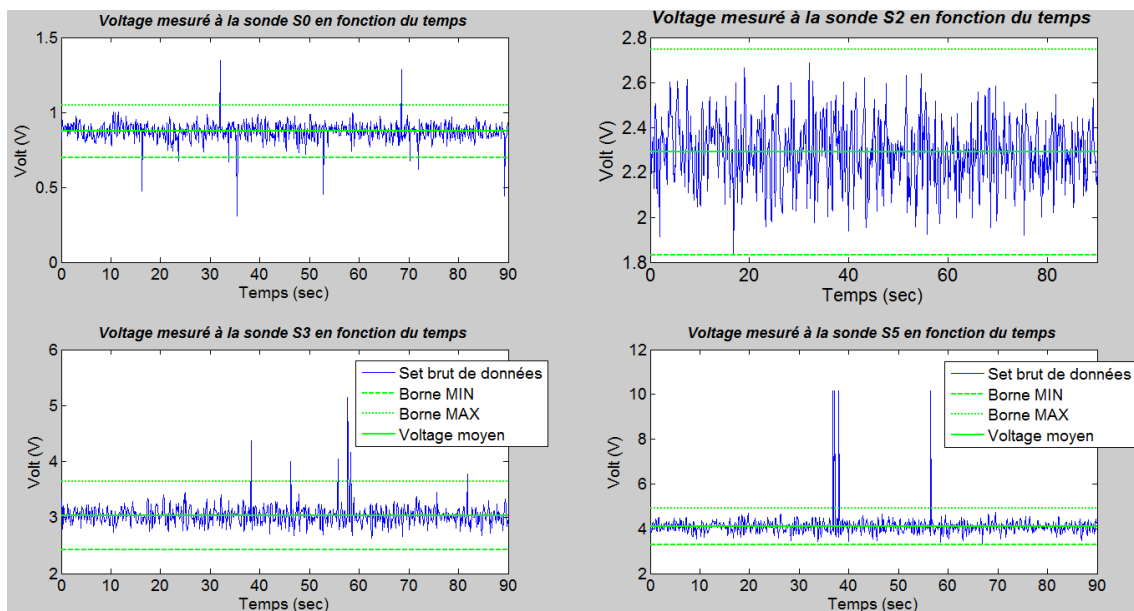 Voltage mesuré à la sonde S0 en fonction du temps
Volt (V)
1.5
1
0.5
0
0 10 20 30 40 50 60 70 80 90
Temps (sec)
Voltage mesuré à la sonde S2 en fonction du temps
Volt (V)
2.8
2.6
2.4
2.2
2
1.8
0 20 40 60 80
Temps (sec)
Voltage mesuré à la sonde S3 en fonction du temps
Volt (V)
6
5
4
3
2
0 10 20 30 40 50 60 70 80 90
Temps (sec)
Set brut de données
Borne MIN
Borne MAX
Voltage moyen
Voltage mesuré à la sonde S5 en fonction du temps
Volt (V)
12
10
8
6
4
2
0 10 20 30 40 50 60 70 80 90
Temps (sec)
Set brut de données
Borne MIN
Borne MAX
Voltage moyen